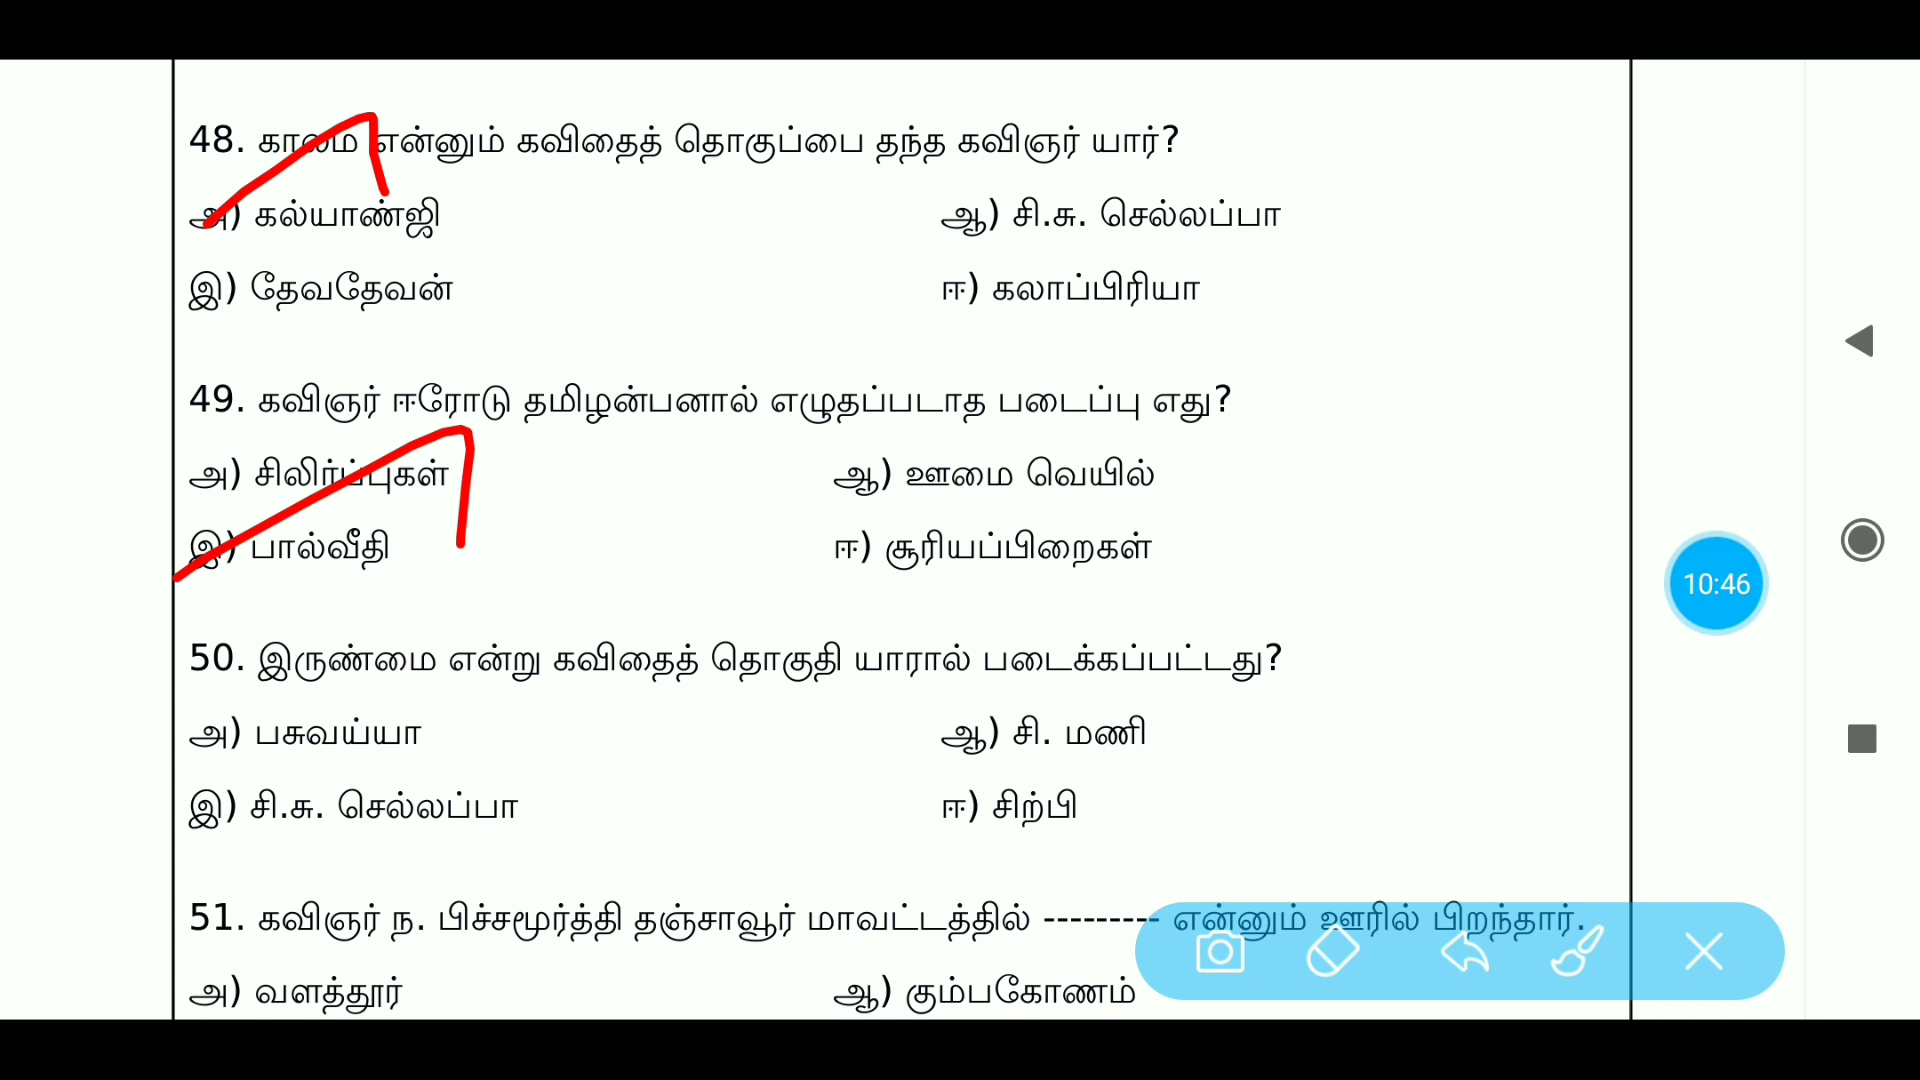 48. காலம் என்னும் கவிதைத் தொகுப்பை தந்த கவிஞர் யார்?
அ) கல்யாண்ஜி ஆ) சி.சு. செல்லப்பா
இ) தேவதேவன் ஈ) கலாப்பிரியா
49. கவிஞர் ஈரோடு தமிழன்பனால் எழுதப்படாத படைப்பு எது?
அ) சிலிர்ப்புகள் ஆ) ஊமை வெயில்
இ) பால்வீதி ஈ) சூரியப்பிறைகள்
10:46
50. இருண்மை என்று கவிதைத் தொகுதி யாரால் படைக்கப்பட்டது?
அ) பசுவய்யா ஆ) சி. மணி
இ) சி.சு. செல்லப்பா ஈ) சிற்பி
51. கவிஞர் ந. பிச்சமூர்த்தி தஞ்சாவூர் மாவட்டத்தில் --------- என்னும் ஊரில் பிறந்தார்.
அ) வளத்தூர் ஆ) கும்பகோணம்